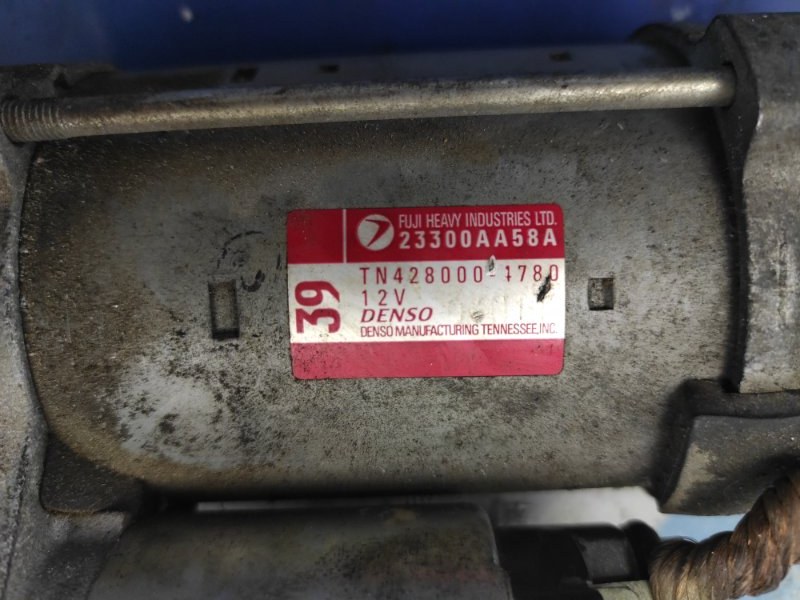 FUJI HEAVY INDUSTRIES LTD.
23300AA58A
TN428000-1780
12V
DENSO
DENSO MANUFACTURING TENNESSEE, INC.
39